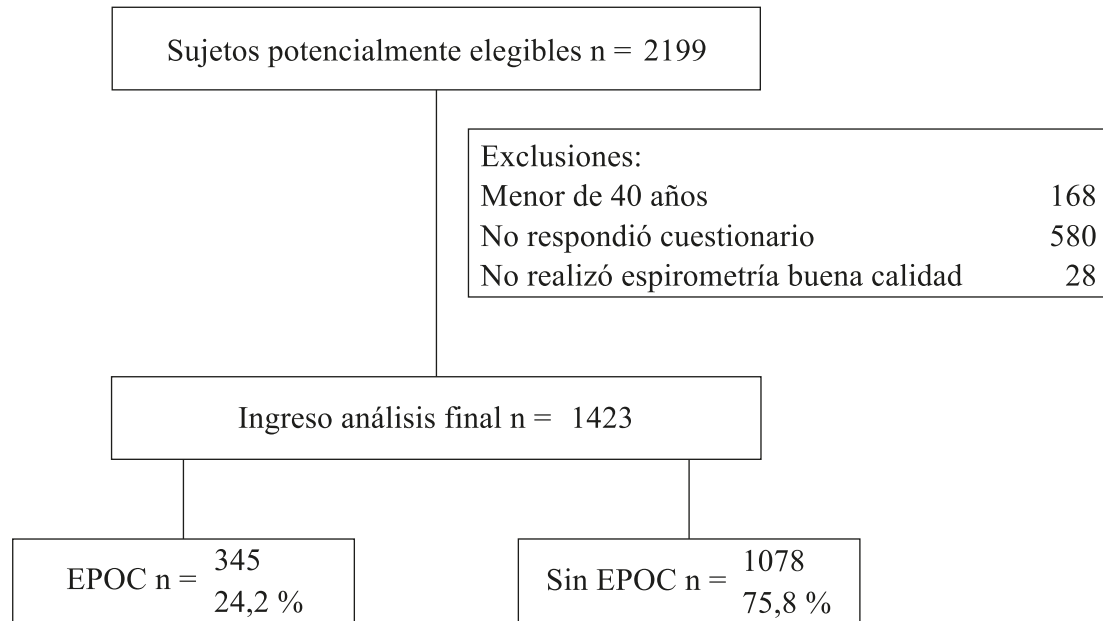 Sujetos potencialmente elegibles n = 2199
Exclusiones:
Menor de 40 años 168
No respondió cuestionario 580
No realizó espirometría buena calidad 28
Ingreso análisis final n = 1423
EPOC n = 345
24,2 %
Sin EPOC n = 1078
75,8 %